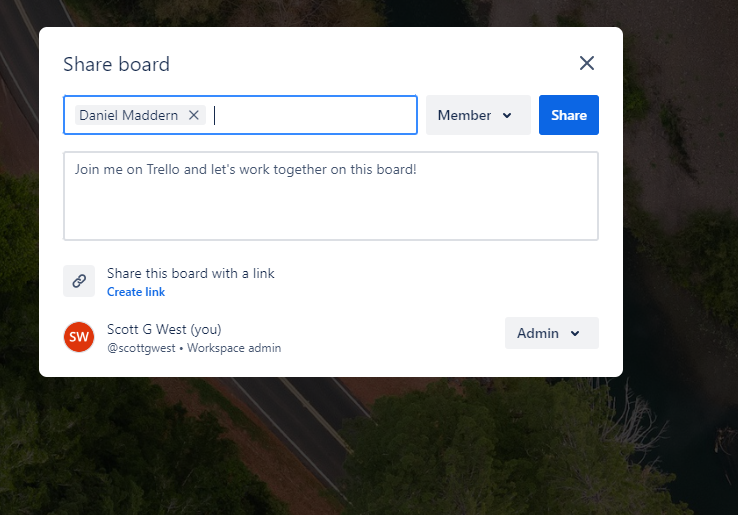 Share board
Daniel Maddern
Member
Share
Join me on Trello and let's work together on this board!
Share this board with a link
Create link
SW
Scott G West (you)
@scottgwest • Workspace admin
Admin